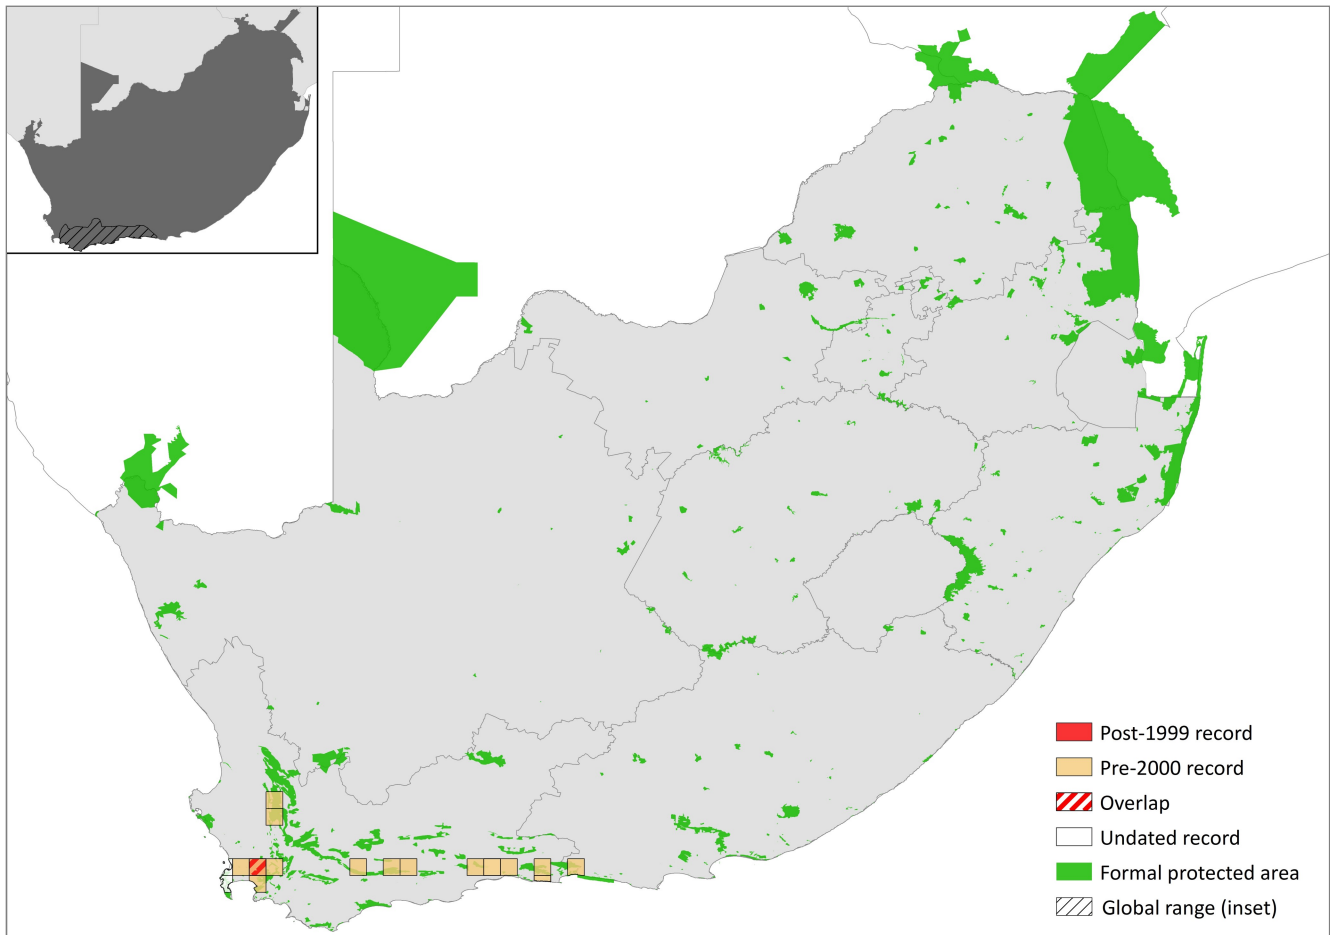 Post-1999 record
Pre-2000 record
Overlap
Undated record
Formal protected area
Global range (inset)